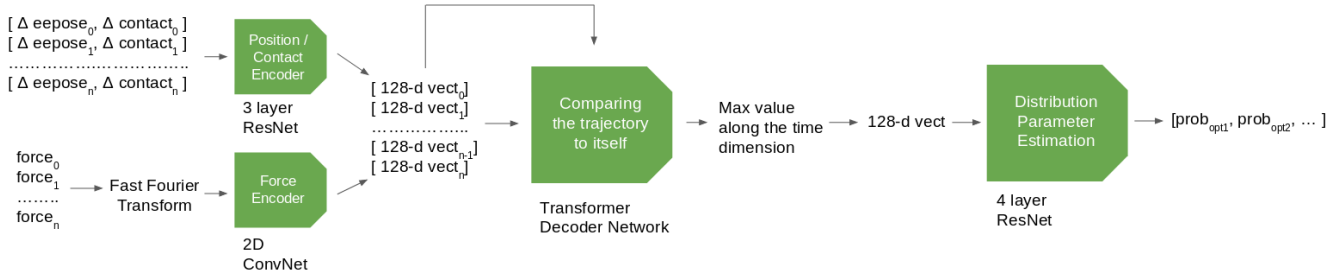 [ Δ eepose0, Δ contact0 ]
[ Δ eepose1, Δ contact1 ]
……………….……………..
[ Δ eeposen, Δ contactn ]
Position /
Contact
Encoder
3 layer
ResNet
force0
force1
……..
forcen
Fast Fourier
Transform
Force
Encoder
2D
ConvNet
[ 128-d vect0]
[ 128-d vect1]
……………...
[ 128-d vectn-1]
[ 128-d vectn]
Comparing
the trajectory
to itself
Transformer
Decoder Network
Max value
along the time
dimension
128-d vect
Distribution
Parameter
Estimation
4 layer
ResNet
[probopt1, probopt2, … ]